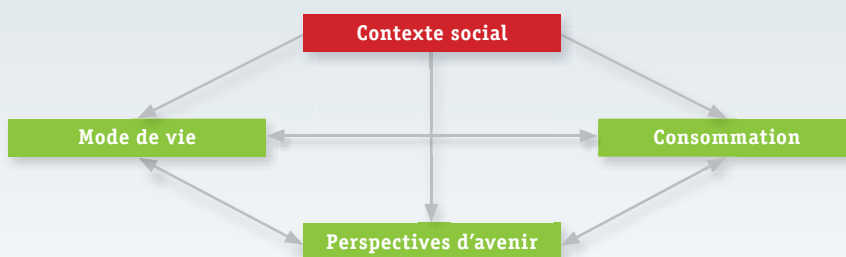 Contexte social
Mode de vie
Consommation
Perspectives d’avenir